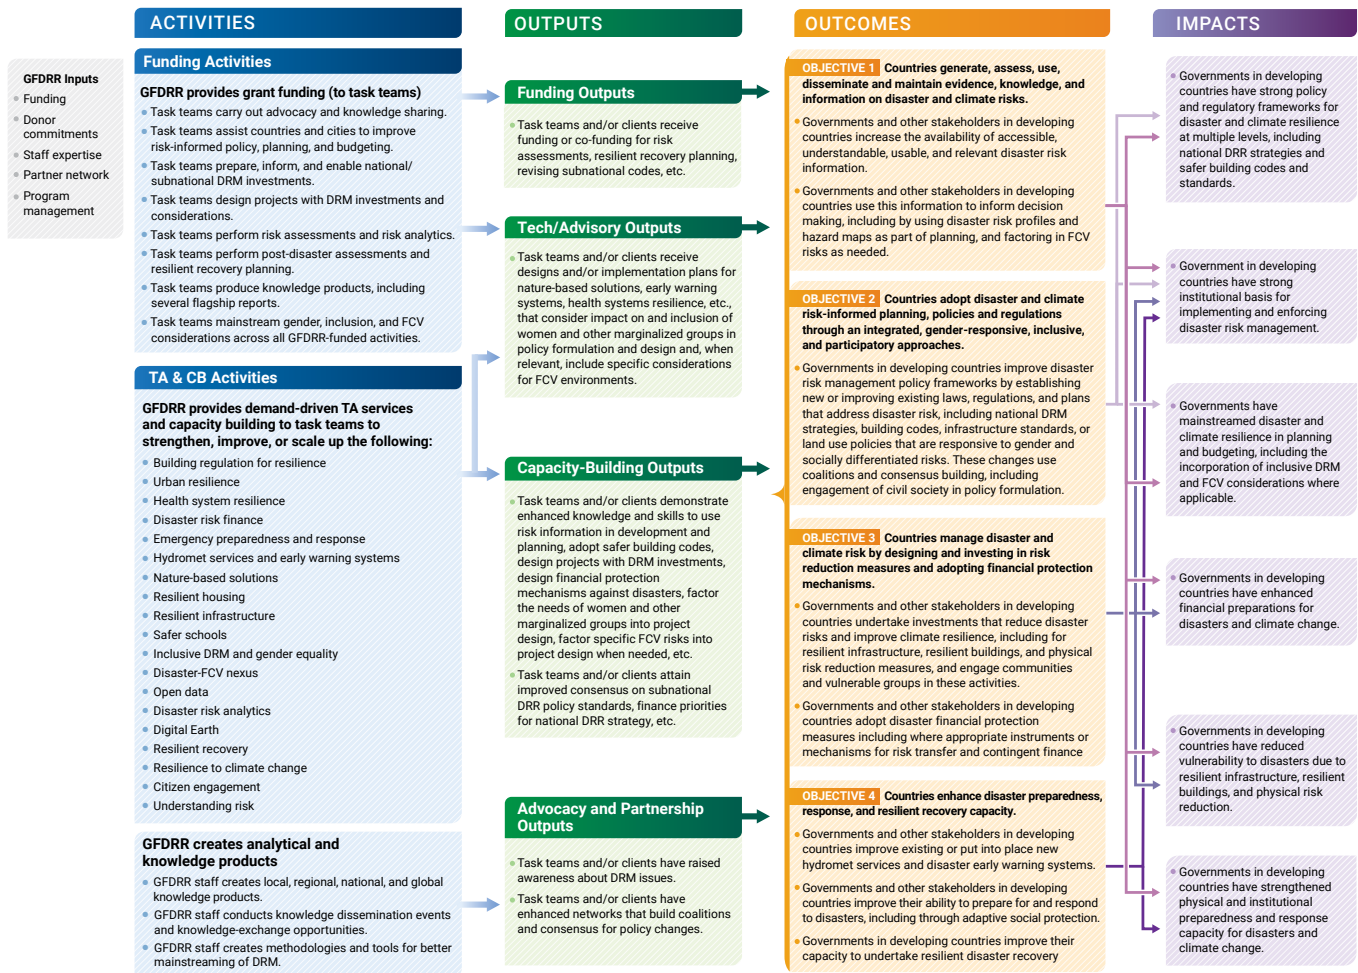 ACTIVITIES
OUTPUTS
OUTCOMES
IMPACTS
GFDRR Inputs
Funding
Donor
commitments
Staff expertise
Partner network
Program
management
Funding Activities
GFDRR provides grant funding (to task teams)
Task teams carry out advocacy and knowledge sharing.
Task teams assist countries and cities to improve
risk-informed policy, planning, and budgeting.
Task teams prepare, inform, and enable national/
subnational DRM investments.
Task teams design projects with DRM investments and
considerations.
Task teams perform risk assessments and risk analytics.
Task teams perform post-disaster assessments and
resilient recovery planning.
Task teams produce knowledge products, including
several flagship reports.
Task teams mainstream gender, inclusion, and FCV
considerations across all GFDRR-funded activities.
TA & CB Activities
GFDRR provides demand-driven TA services
and capacity building to task teams to
strengthen, improve, or scale up the following:
Building regulation for resilience
Urban resilience
Health system resilience
Disaster risk finance
Emergency preparedness and response
Hydromet services and early warning systems
Nature-based solutions
Resilient housing
Resilient infrastructure
Safer schools
Inclusive DRM and gender equality
Disaster-FCV nexus
Open data
Disaster risk analytics
Digital Earth
Resilient recovery
Resilience to climate change
Citizen engagement
Understanding risk
GFDRR creates analytical and
knowledge products
GFDRR staff creates local, regional, national, and global
knowledge products.
GFDRR staff conducts knowledge dissemination events
and knowledge-exchange opportunities.
GFDRR staff creates methodologies and tools for better
mainstreaming of DRM.
Funding Outputs
Task teams and/or clients receive
funding or co-funding for risk
assessments, resilient recovery planning,
revising subnational codes, etc.
Tech/Advisory Outputs
Task teams and/or clients receive
designs and/or implementation plans for
nature-based solutions, early warning
systems, health systems resilience, etc.,
that consider impact on and inclusion of
women and other marginalized groups in
policy formulation and design and, when
relevant, include specific considerations
for FCV environments.
Capacity-Building Outputs
Task teams and/or clients demonstrate
enhanced knowledge and skills to use
risk information in development and
planning, adopt safer building codes,
design projects with DRM investments,
design financial protection
mechanisms against disasters, factor
the needs of women and other
marginalized groups into project
design, factor specific FCV risks into
project design when needed, etc.
Task teams and/or clients attain
improved consensus on subnational
DRR policy standards, finance priorities
for national DRR strategy, etc.
Advocacy and Partnership
Outputs
Task teams and/or clients have raised
awareness about DRM issues.
Task teams and/or clients have
enhanced networks that build coalitions
and consensus for policy changes.
OBJECTIVE 1 Countries generate, assess, use,
disseminate and maintain evidence, knowledge, and
information on disaster and climate risks.
Governments and other stakeholders in developing
countries increase the availability of accessible,
understandable, usable, and relevant disaster risk
information.
Governments and other stakeholders in developing
countries use this information to inform decision
making, including by using disaster risk profiles and
hazard maps as part of planning, and factoring in FCV
risks as needed.
OBJECTIVE 2 Countries adopt disaster and climate
risk-informed planning, policies and regulations
through an integrated, gender-responsive, inclusive,
and participatory approaches.
Governments in developing countries improve disaster
risk management policy frameworks by establishing
new or improving existing laws, regulations, and plans
that address disaster risk, including national DRM
strategies, building codes, infrastructure standards, or
land use policies that are responsive to gender and
socially differentiated risks. These changes use
coalitions and consensus building, including
engagement of civil society in policy formulation.
OBJECTIVE 3 Countries manage disaster and
climate risk by designing and investing in risk
reduction measures and adopting financial protection
mechanisms.
Governments and other stakeholders in developing
countries undertake investments that reduce disaster
risks and improve climate resilience, including for
resilient infrastructure, resilient buildings, and physical
risk reduction measures, and engage communities
and vulnerable groups in these activities.
Governments and other stakeholders in developing
countries adopt disaster financial protection
measures including where appropriate instruments or
mechanisms for risk transfer and contingent finance
OBJECTIVE 4 Countries enhance disaster preparedness,
response, and resilient recovery capacity.
Governments and other stakeholders in developing
countries improve existing or put into place new
hydromet services and disaster early warning systems.
Governments and other stakeholders in developing
countries improve their ability to prepare for and respond
to disasters, including through adaptive social protection.
Governments in developing countries improve their
capacity to undertake resilient disaster recovery
Governments in developing
countries have strong policy
and regulatory frameworks for
disaster and climate resilience
at multiple levels, including
national DRR strategies and
safer building codes and
standards.
Government in developing
countries have strong
institutional basis for
implementing and enforcing
disaster risk management.
Governments have
mainstreamed disaster and
climate resilience in planning
and budgeting, including the
incorporation of inclusive DRM
and FCV considerations where
applicable.
Governments in developing
countries have enhanced
financial preparations for
disasters and climate change.
Governments in developing
countries have reduced
vulnerability to disasters due to
resilient infrastructure, resilient
buildings, and physical risk
reduction.
Governments in developing
countries have strengthened
physical and institutional
preparedness and response
capacity for disasters and
climate change.